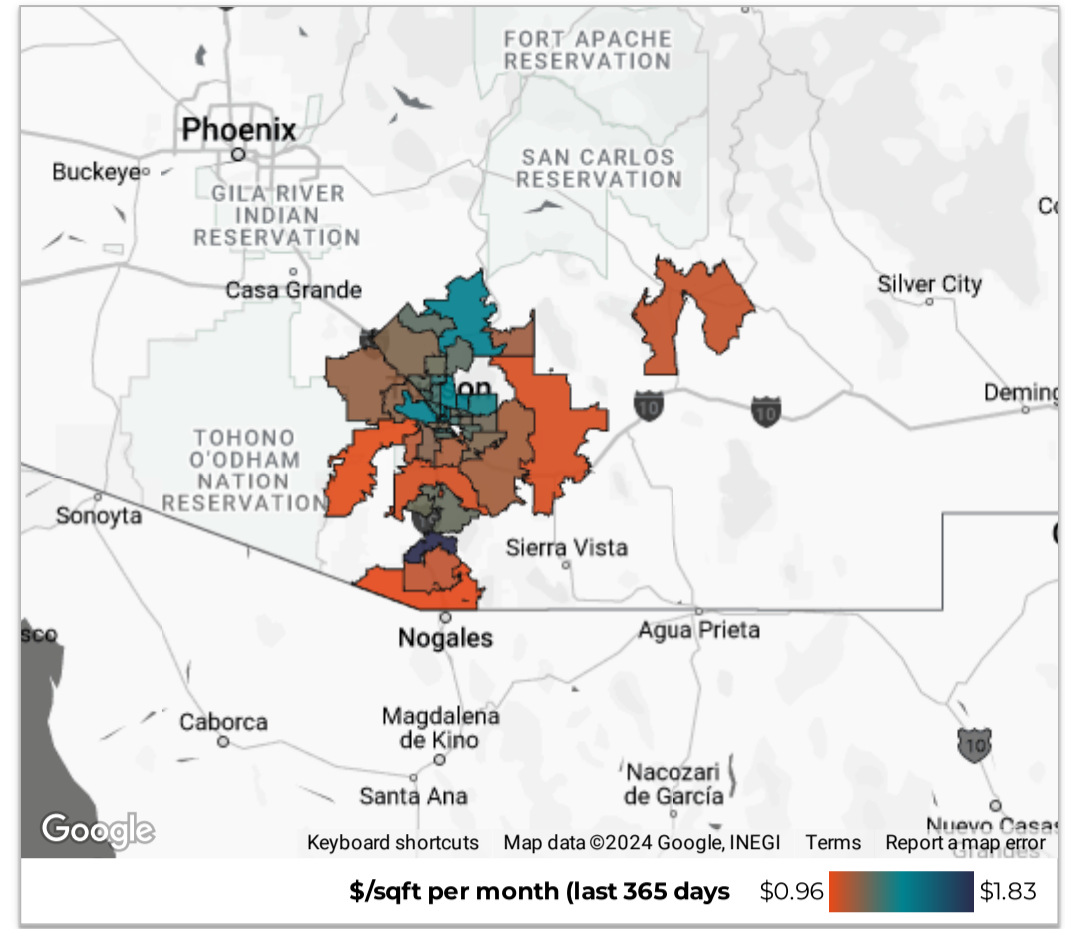 FORT APACHE
RESERVATION
Phoenix
SAN CARLOS
RESERVATION
Buckeye
GILA RIVER
INDIAN
RESERVATION
Co
Casa Grande
Silver City
on
Deming
10
10
TOHONO
O'ODHAM
NATION
RESERVATION
Sonoyta
Sierra Vista
Nogales
Agua Prieta
sco
Caborca
Magdalena
de Kino
10
Nacozari
de García
Santa Ana
Nuevo Casas
Grandes
Google
Keyboard shortcuts Map data ©2024 Google, INEGI Terms Report a map error
$/sqft per month (last 365 days $0.96 $1.83